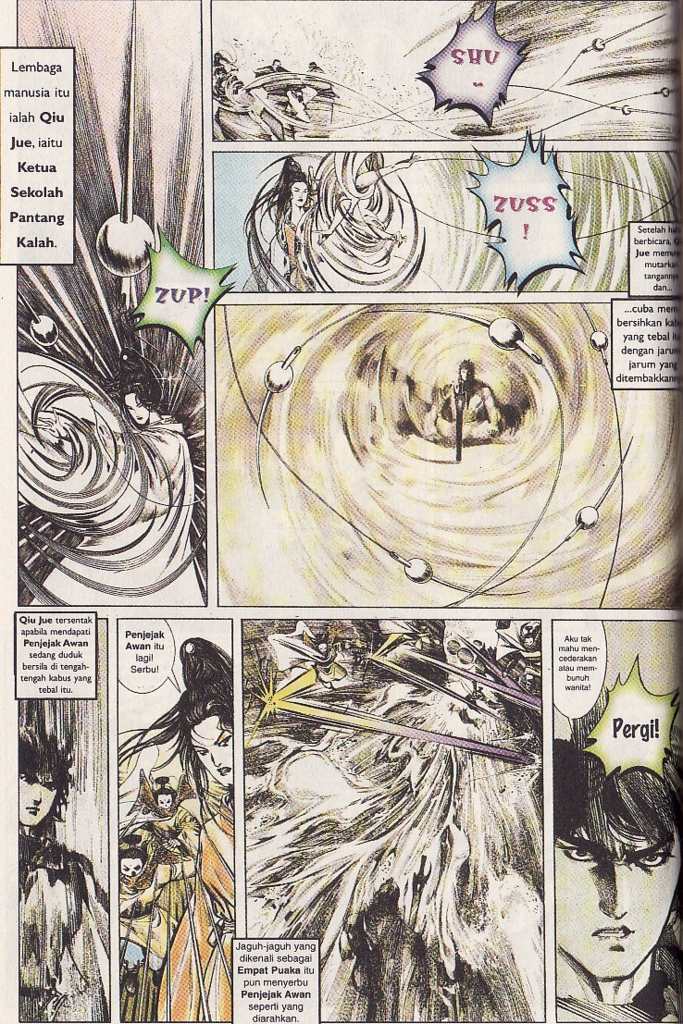 Lembaga
manusia itu
ialah Qiu
Jue, iaitu
Ketua
Sekolah
Pantang
Kalah.
SHU
~
ZUSS
!
ZUP!
Setelah
berbicara,
Jue
mutarkan
tangannya
dan...
...cuba
bersihkan
yang tebal
dengan
jarum yang
ditembakkan
Qiu Jue tersentak
apabila mendapati
Penjejak Awan
sedang duduk
bersila di tengah-
tengah kabus yang
tebal itu.
Penjejak
Awan itu
lagi!
Serbu!
Jaguh-jaguh yang
dikenali sebagai
Empat Puaka itu
pun menyerbu
Penjejak Awan
seperti yang
diarahkan.
Aku tak
mahu men-
cederakan
atau mem-
bunuh
wanita!
Pergi!